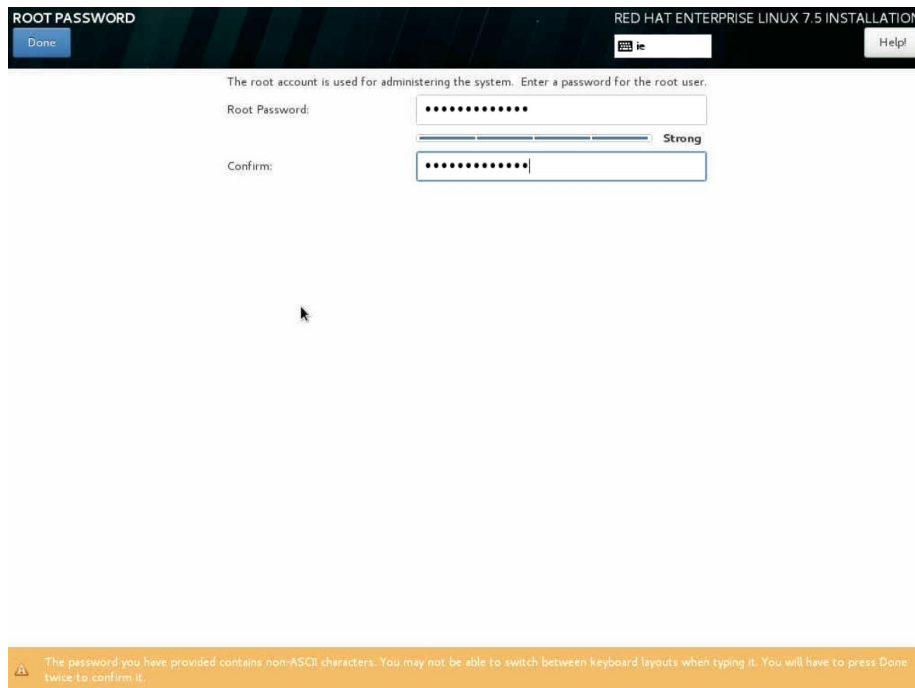 ROOT PASSWORD
RED HAT ENTERPRISE LINUX 7.5 INSTALLATION
Done
ie
Help!
The root account is used for administering the system. Enter a password for the root user.
Root Password:
•••••••••••••
Strong
Confirm:
•••••••••••••
The password you have provided contains non-ASCII characters. You may not be able to switch between keyboard layouts when typing it. You will have to press Done
twice to confirm it.